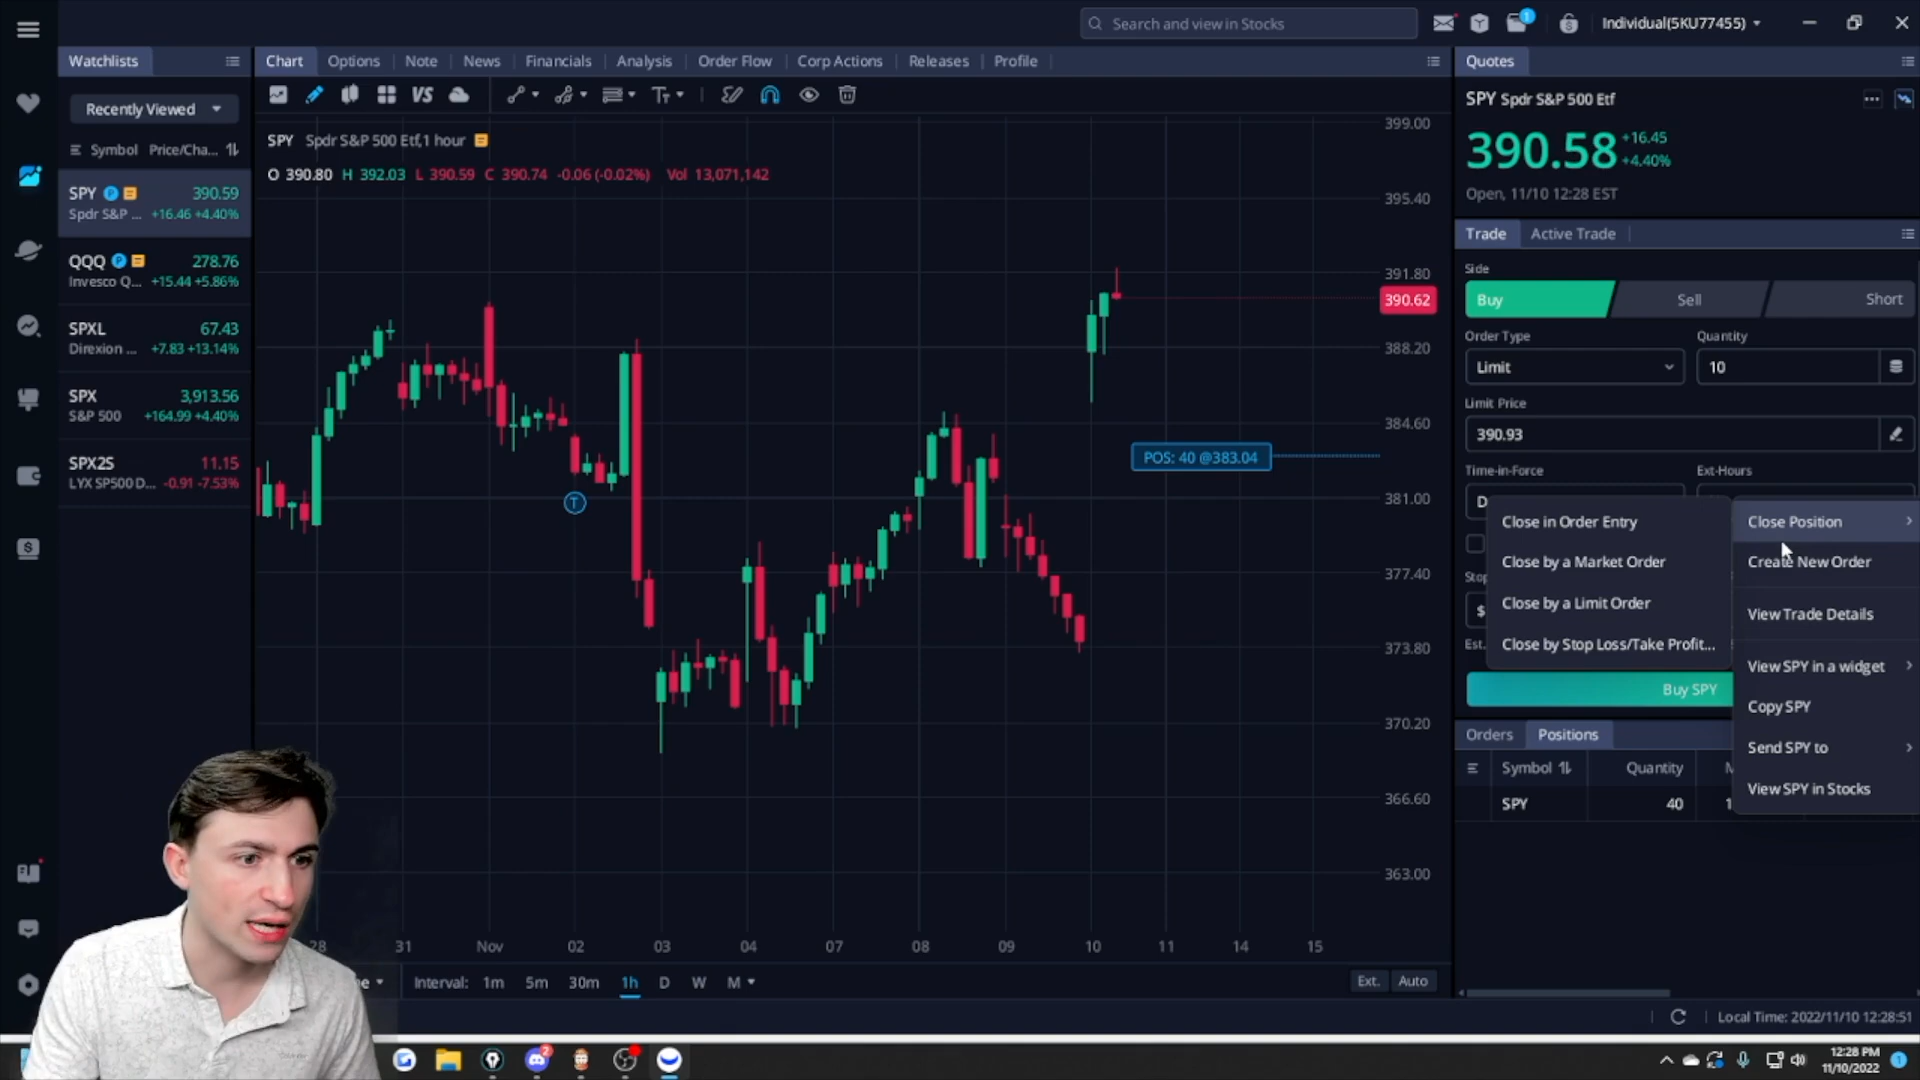 Search and view in Stocks
1
Individual(5KU77455)
Watchlists
Chart
Options
Note
News
Financials
Analysis
Order Flow
Corp Actions
Releases
Profile
Quotes
Recently Viewed
VS
SPY Spdr S&P 500 Etf
Symbol Price/Cha...
SPY Spdr S&P 500 Etf,1 hour
390.58 +16.45
+4.40%
O 390.80 H 392.03 L 390.59 C 390.74 -0.06 (-0.02%) Vol 13,071,142
Open, 11/10 12:28 EST
SPY P 390.59
Spdr S&P ... +16.46 +4.40%
QQQ P 278.76
Invesco Q... +15.44 +5.86%
SPXL 67.43
Direxion ... +7.83 +13.14%
SPX 3,913.56
S&P 500 +164.99 +4.40%
SPX2S 11.15
LYX SP500 D... -0.91 -7.53%
399.00
395.40
391.80
390.62
388.20
384.60
381.00
377.40
373.80
370.20
366.60
363.00
POS: 40 @383.04
T
28 31 Nov 02 03 04 07 08 09 10 11 14 15
Interval: 1m 5m 30m 1h D W M
Ext. Auto
Trade
Active Trade
Side
Buy
Sell
Short
Order Type
Quantity
Limit
10
Limit Price
390.93
Time-in-Force
Ext-Hours
Close in Order Entry
Close by a Market Order
Close by a Limit Order
Close by Stop Loss/Take Profit...
Close Position
Create New Order
View Trade Details
View SPY in a widget
Copy SPY
Send SPY to
View SPY in Stocks
$
Est.
Buy SPY
Orders
Positions
Symbol
Quantity
SPY
40
Local Time: 2022/11/10 12:28:51
2
12:28 PM
11/10/2022
1